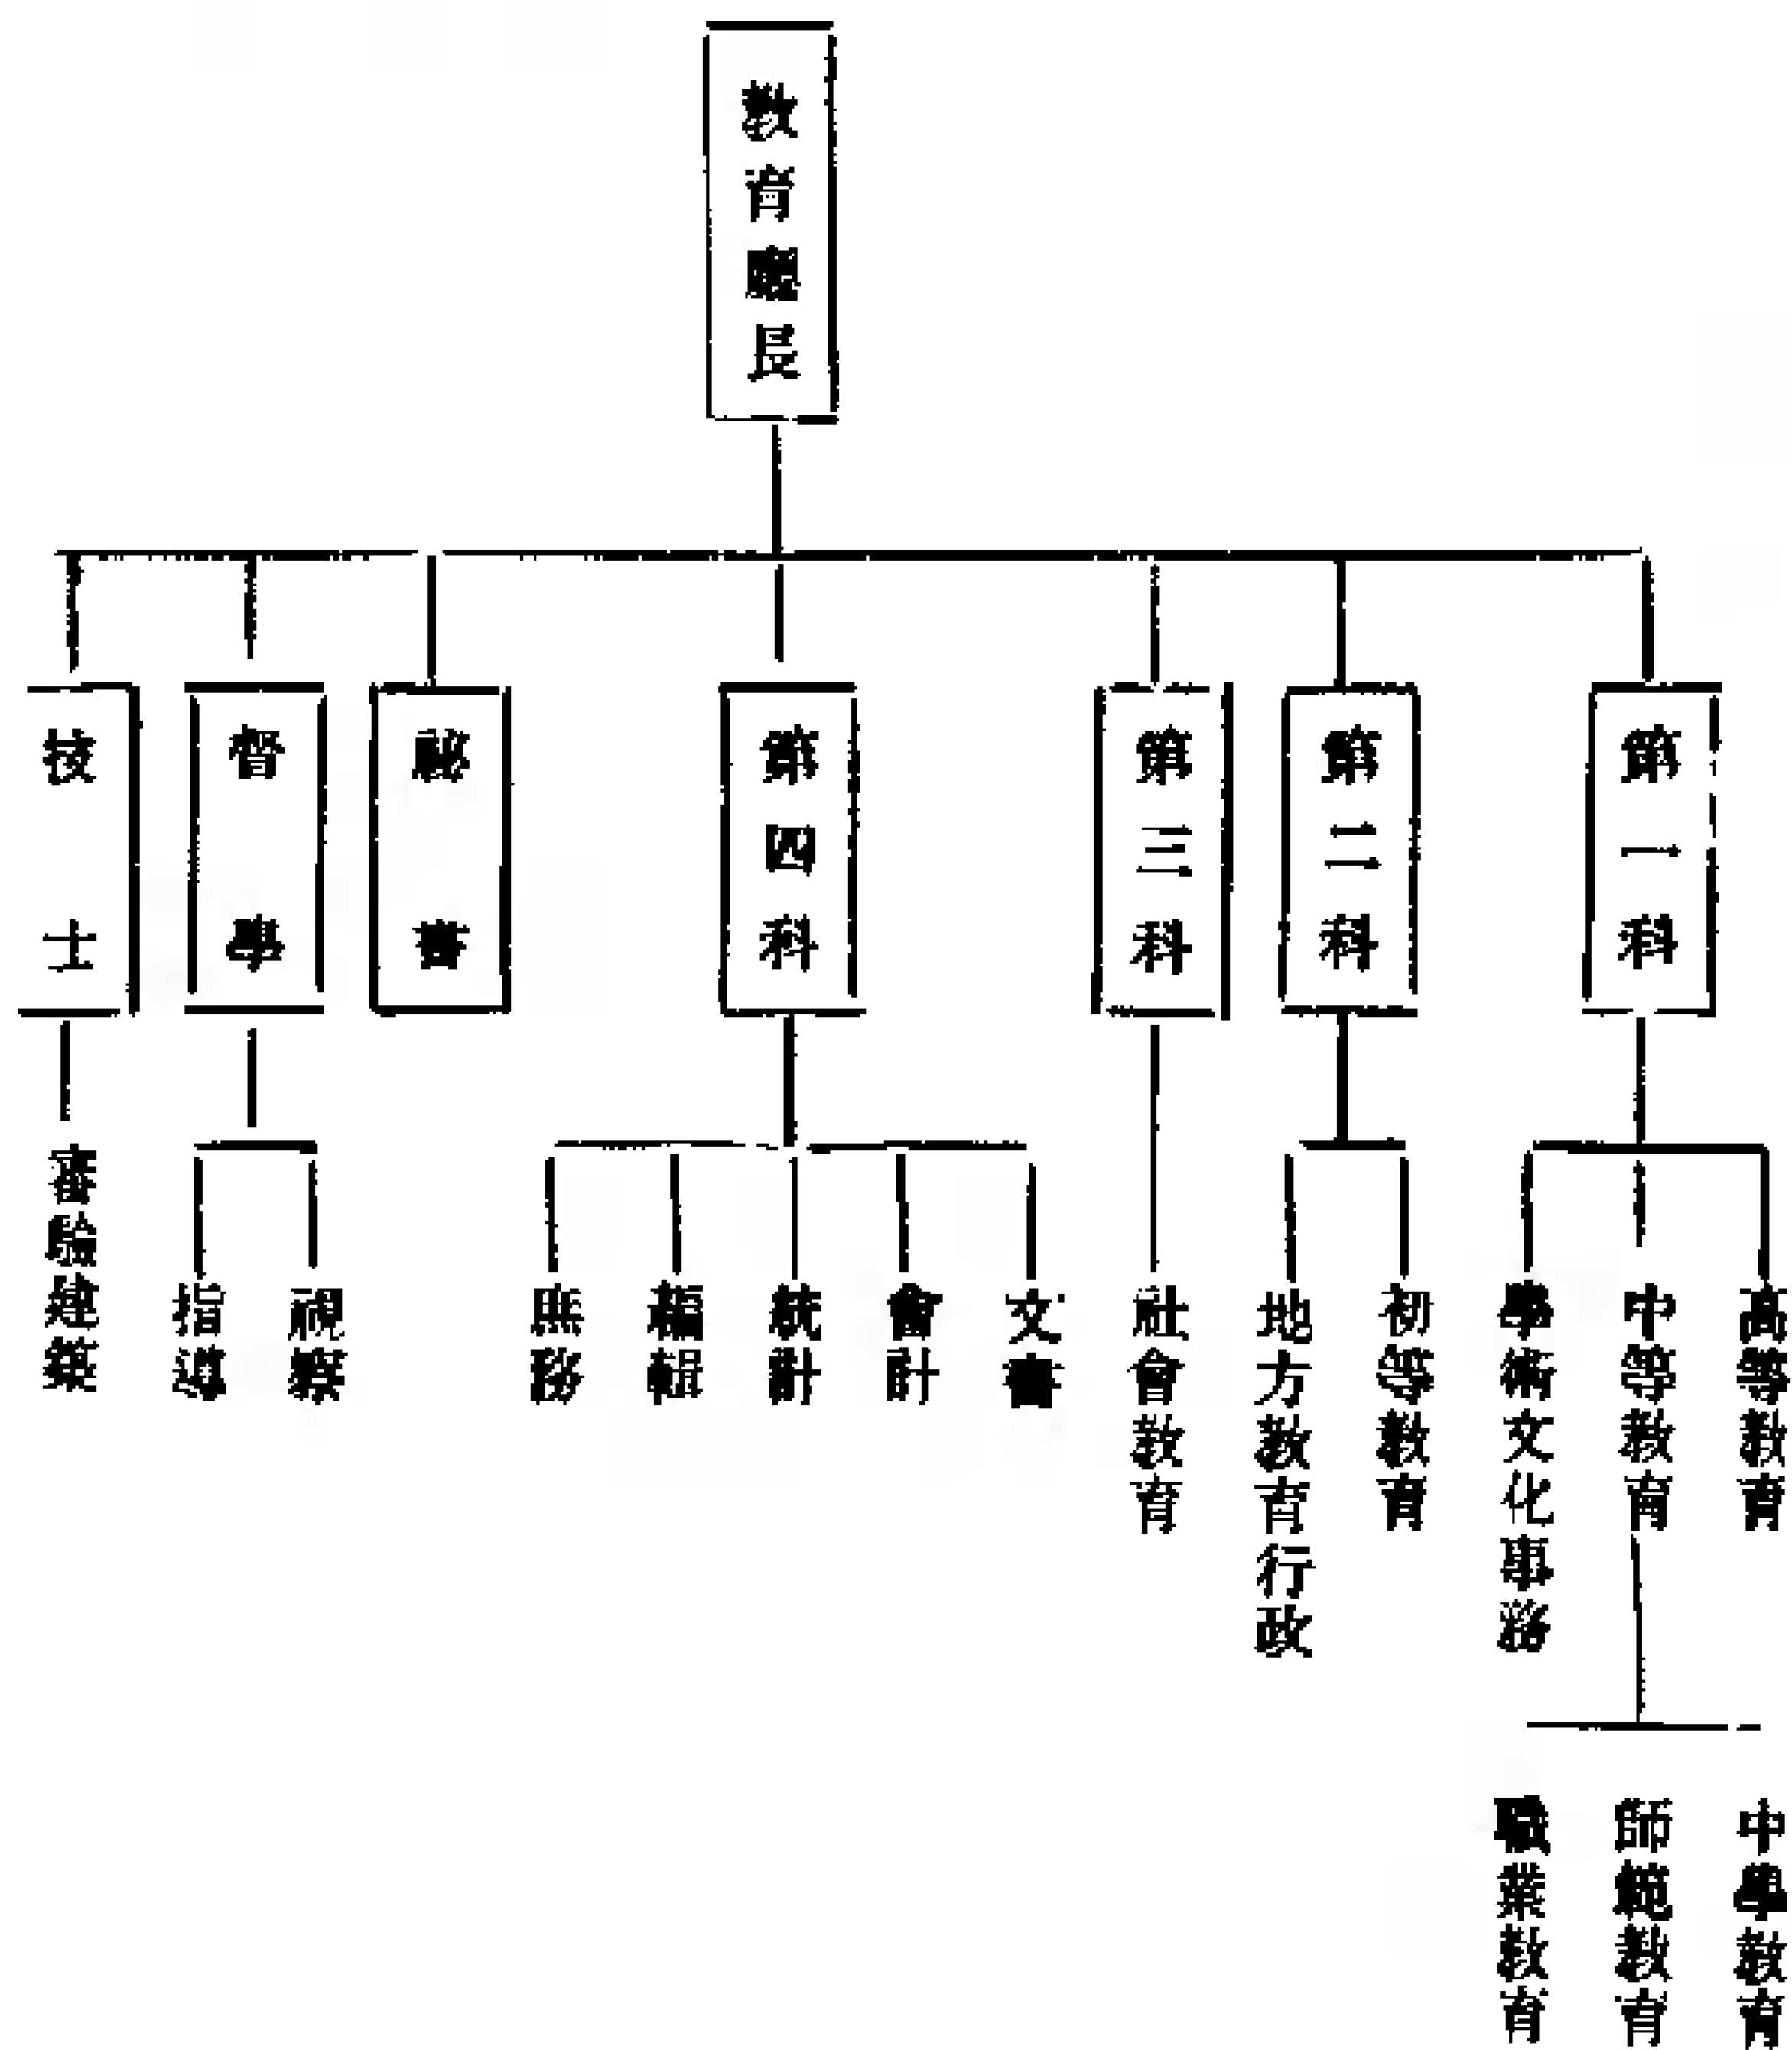 教育廳長
第一科
第二科
第三科
第四科
祕書
督學
技士
高等教育
中等教育
學術文化事務
初等教育
地方教育行政
社會教育
文書
會計
統計
編輯
庶務
視察
指導
審驗建築
中學教育
師範教育
職業教育